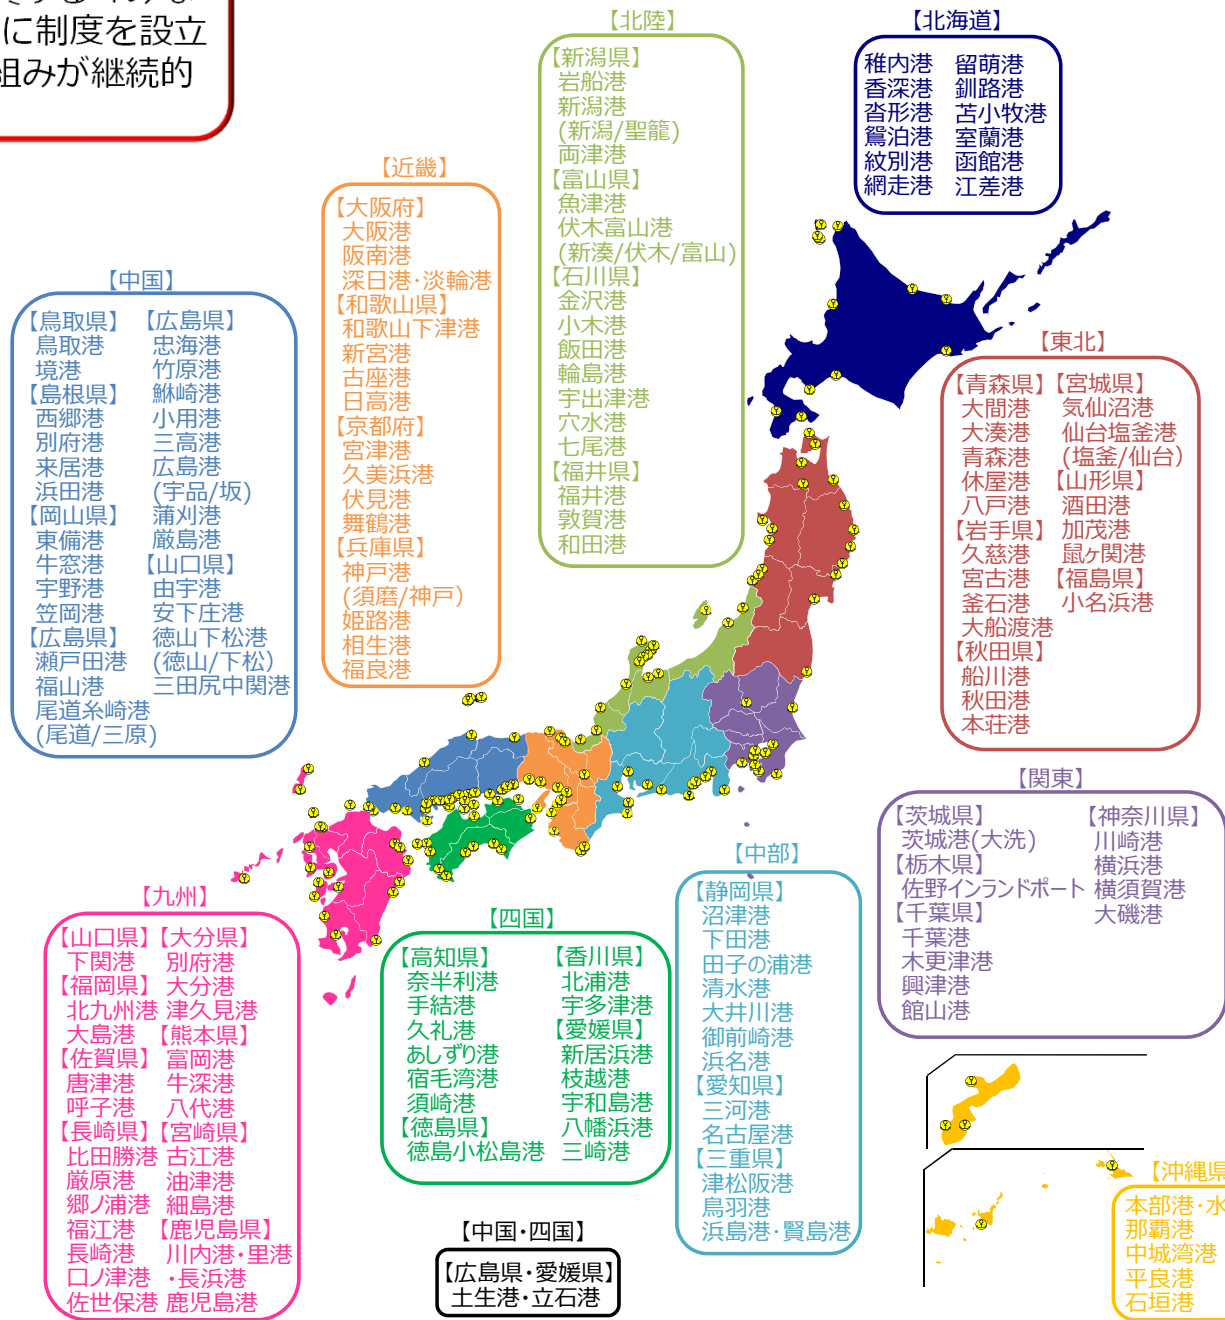 に制度を設立
組みが継続的
【北陸】
【新潟県】
岩船港
新潟港
(新潟/聖籠)
両津港
【富山県】
魚津港
伏木富山港
(新湊/伏木/富山)
【石川県】
金沢港
小木港
飯田港
輪島港
宇出津港
穴水港
七尾港
【福井県】
福井港
敦賀港
和田港
【北海道】
稚内港 留萌港
香深港 釧路港
沓形港 苫小牧港
鴛泊港 室蘭港
紋別港 函館港
網走港 江差港
【近畿】
【大阪府】
大阪港
阪南港
深日港・淡輪港
【和歌山県】
和歌山下津港
新宮港
古座港
日高港
【京都府】
宮津港
久美浜港
伏見港
舞鶴港
【兵庫県】
神戸港
(須磨/神戸)
姫路港
相生港
福良港
【中国】
【鳥取県】
鳥取港
境港
【島根県】
西郷港
別府港
来居港
浜田港
【岡山県】
東備港
牛窓港
宇野港
笠岡港
【広島県】
瀬戸田港
福山港
尾道糸崎港
(尾道/三原)
【広島県】
忠海港
竹原港
鮴崎港
小用港
三高港
広島港
(宇品/坂)
蒲刈港
厳島港
【山口県】
由宇港
安下庄港
徳山下松港
(徳山/下松)
三田尻中関港
【東北】
【青森県】
大間港
大湊港
青森港
休屋港
八戸港
【岩手県】
久慈港
宮古港
釜石港
大船渡港
【秋田県】
船川港
秋田港
本荘港
【宮城県】
気仙沼港
仙台塩釜港
(塩釜/仙台)
【山形県】
酒田港
加茂港
鼠ヶ関港
【福島県】
小名浜港
【関東】
【茨城県】
茨城港(大洗)
【栃木県】
佐野インランドポート
【千葉県】
千葉港
木更津港
興津港
館山港
【神奈川県】
川崎港
横浜港
横須賀港
大磯港
【中部】
【静岡県】
沼津港
下田港
田子の浦港
清水港
大井川港
御前崎港
浜名港
【愛知県】
三河港
名古屋港
【三重県】
津松阪港
鳥羽港
浜島港・賢島港
【九州】
【山口県】
下関港
【福岡県】
北九州港
大島港
【佐賀県】
唐津港
呼子港
【長崎県】
比田勝港
厳原港
郷ノ浦港
福江港
長崎港
口ノ津港
佐世保港
【大分県】
別府港
大分港
津久見港
【熊本県】
富岡港
牛深港
八代港
【宮崎県】
古江港
油津港
細島港
【鹿児島県】
川内港・里港
・長浜港
鹿児島港
【四国】
【高知県】
奈半利港
手結港
久礼港
あしずり港
宿毛湾港
須崎港
【徳島県】
徳島小松島港
【香川県】
北浦港
宇多津港
【愛媛県】
新居浜港
枝越港
宇和島港
八幡浜港
三崎港
【中国・四国】
【広島県・愛媛県】
土生港・立石港
【沖縄県
本部港・水
那覇港
中城湾港
平良港
石垣港